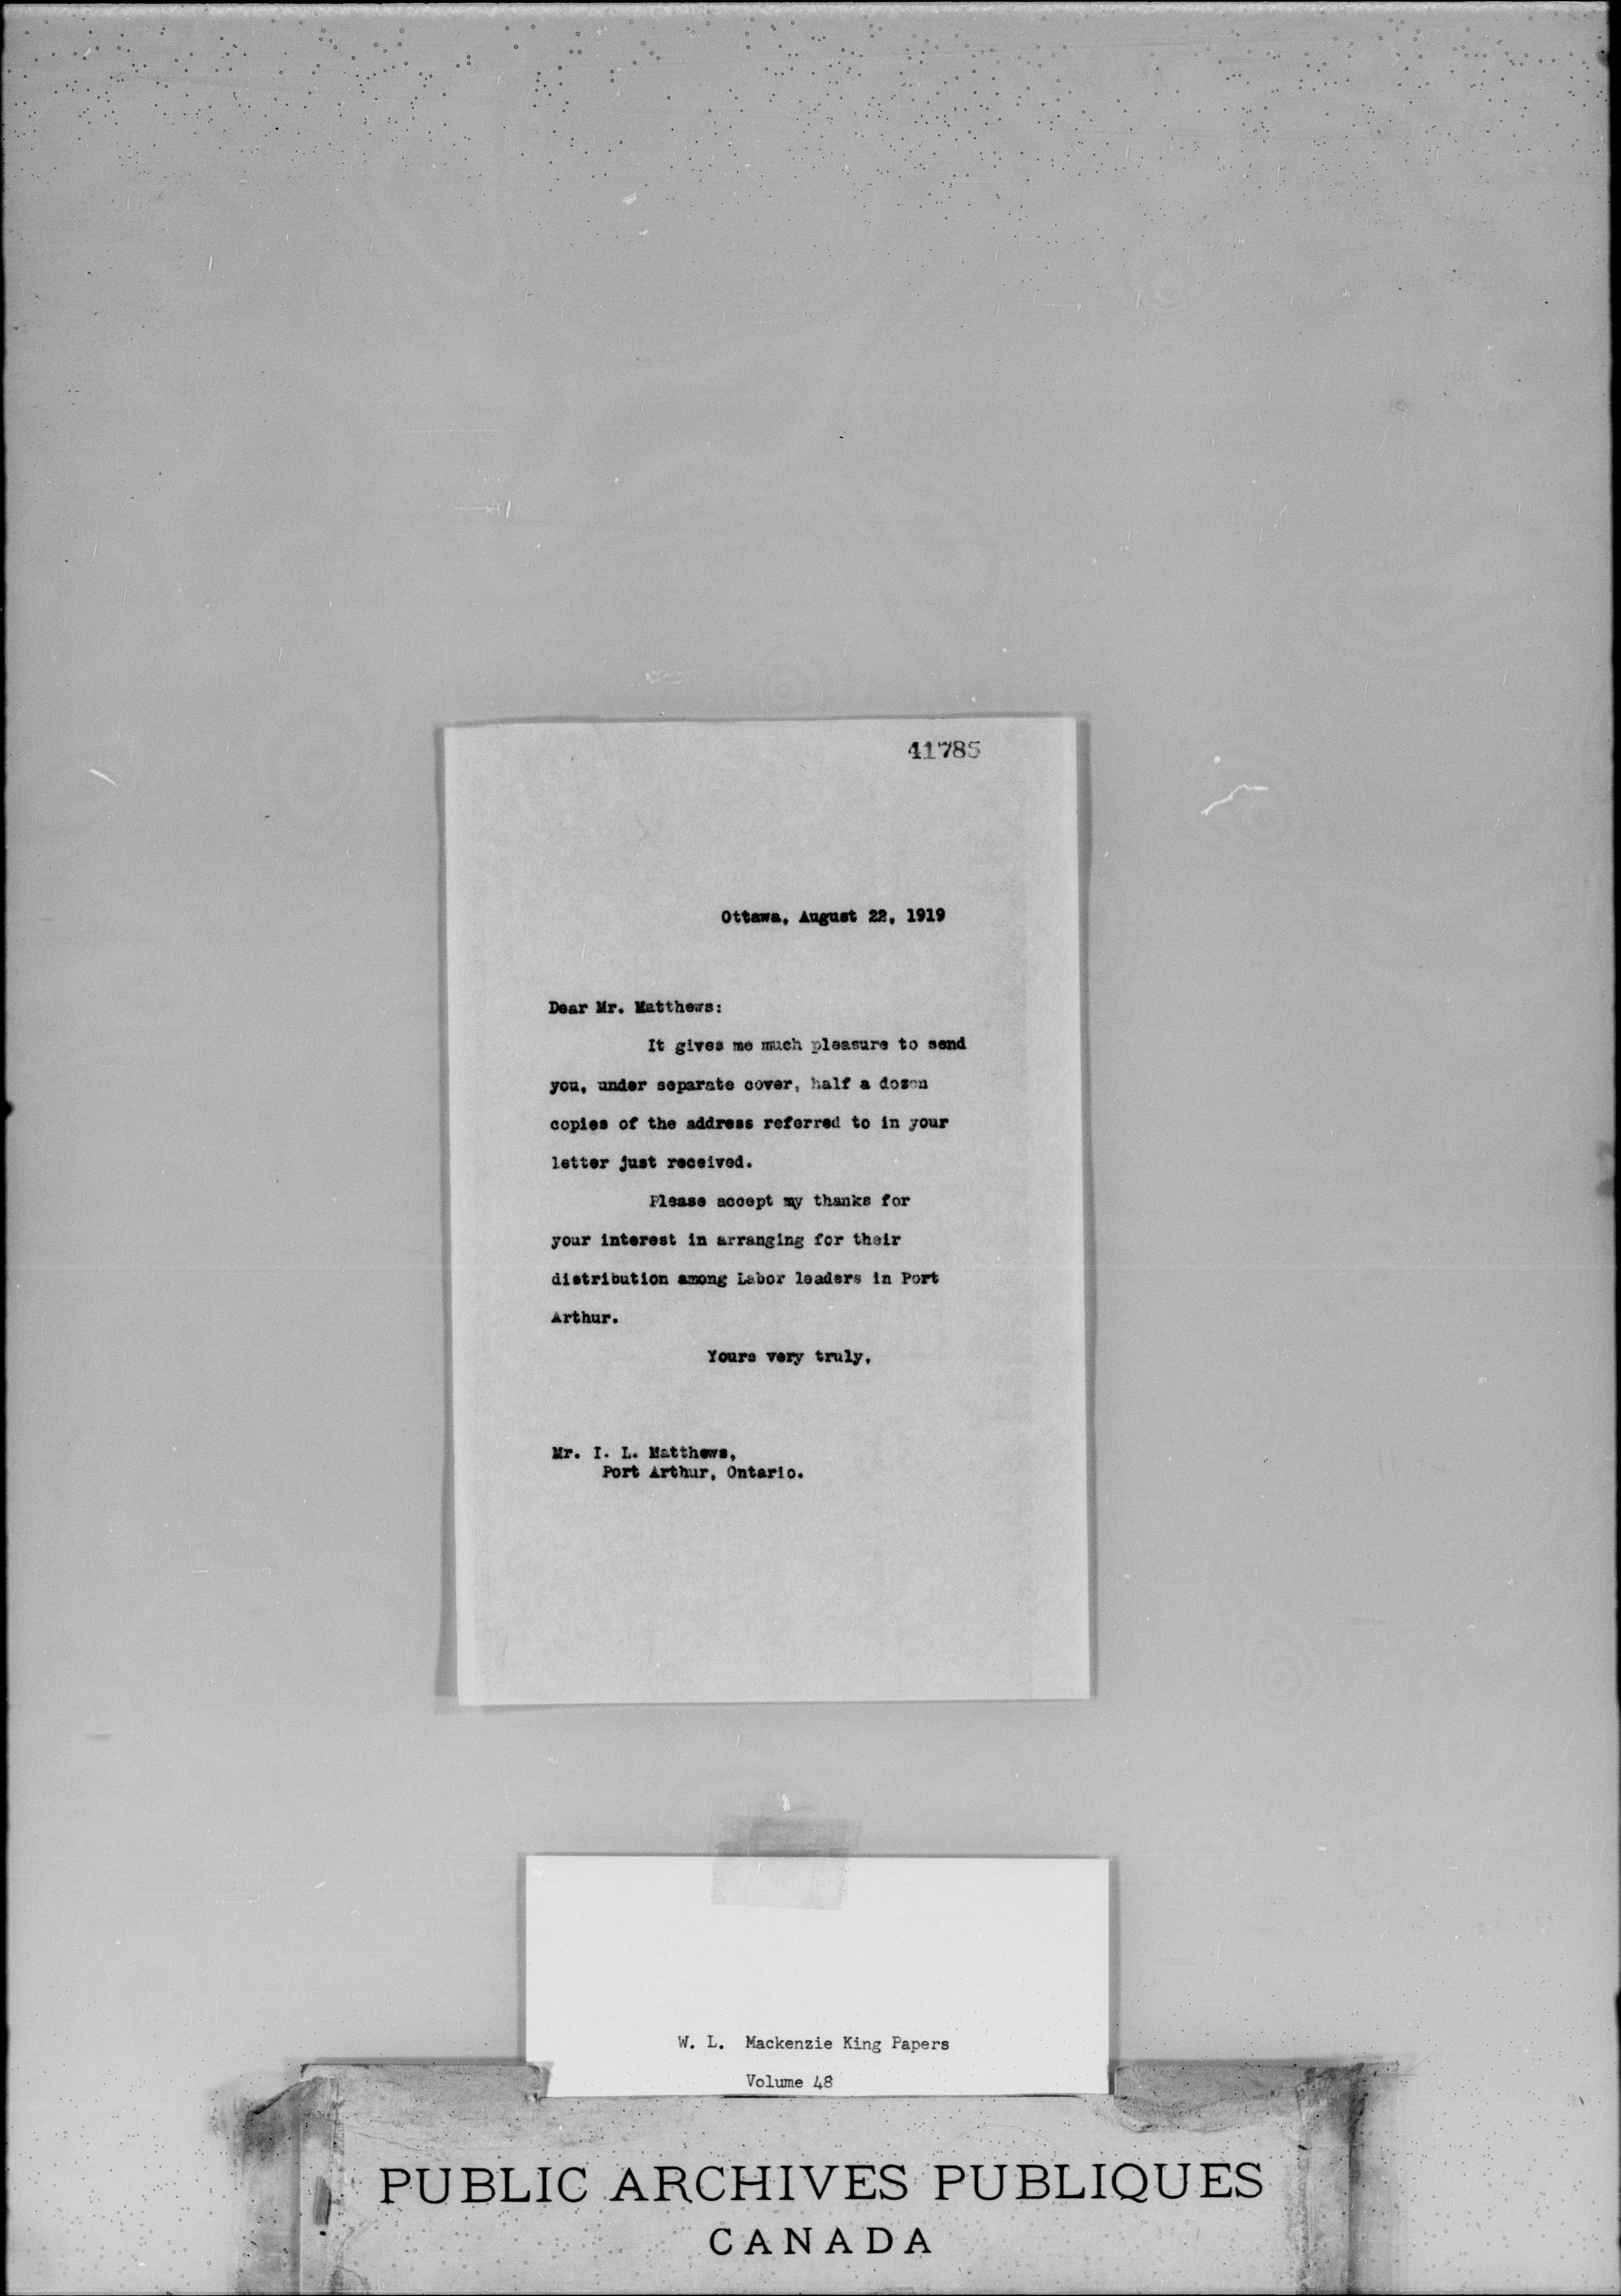 41785
Ottawa, August 22, 1919
Dear Mr. Matthews:
It gives me much pleasure to send
you, under separate cover, half a dozen
copies of the address referred to in your
letter just received.
Please accept my thanks for
your interest in arranging for their
distribution among Labor leaders in Port
Arthur.
Yours very truly,
Mr. I. L. Matthews,
Port Arthur, Ontario.
W. L. Mackenzie King Papers
Volume 48
PUBLIC ARCHIVES PUBLIQUES
CANADA